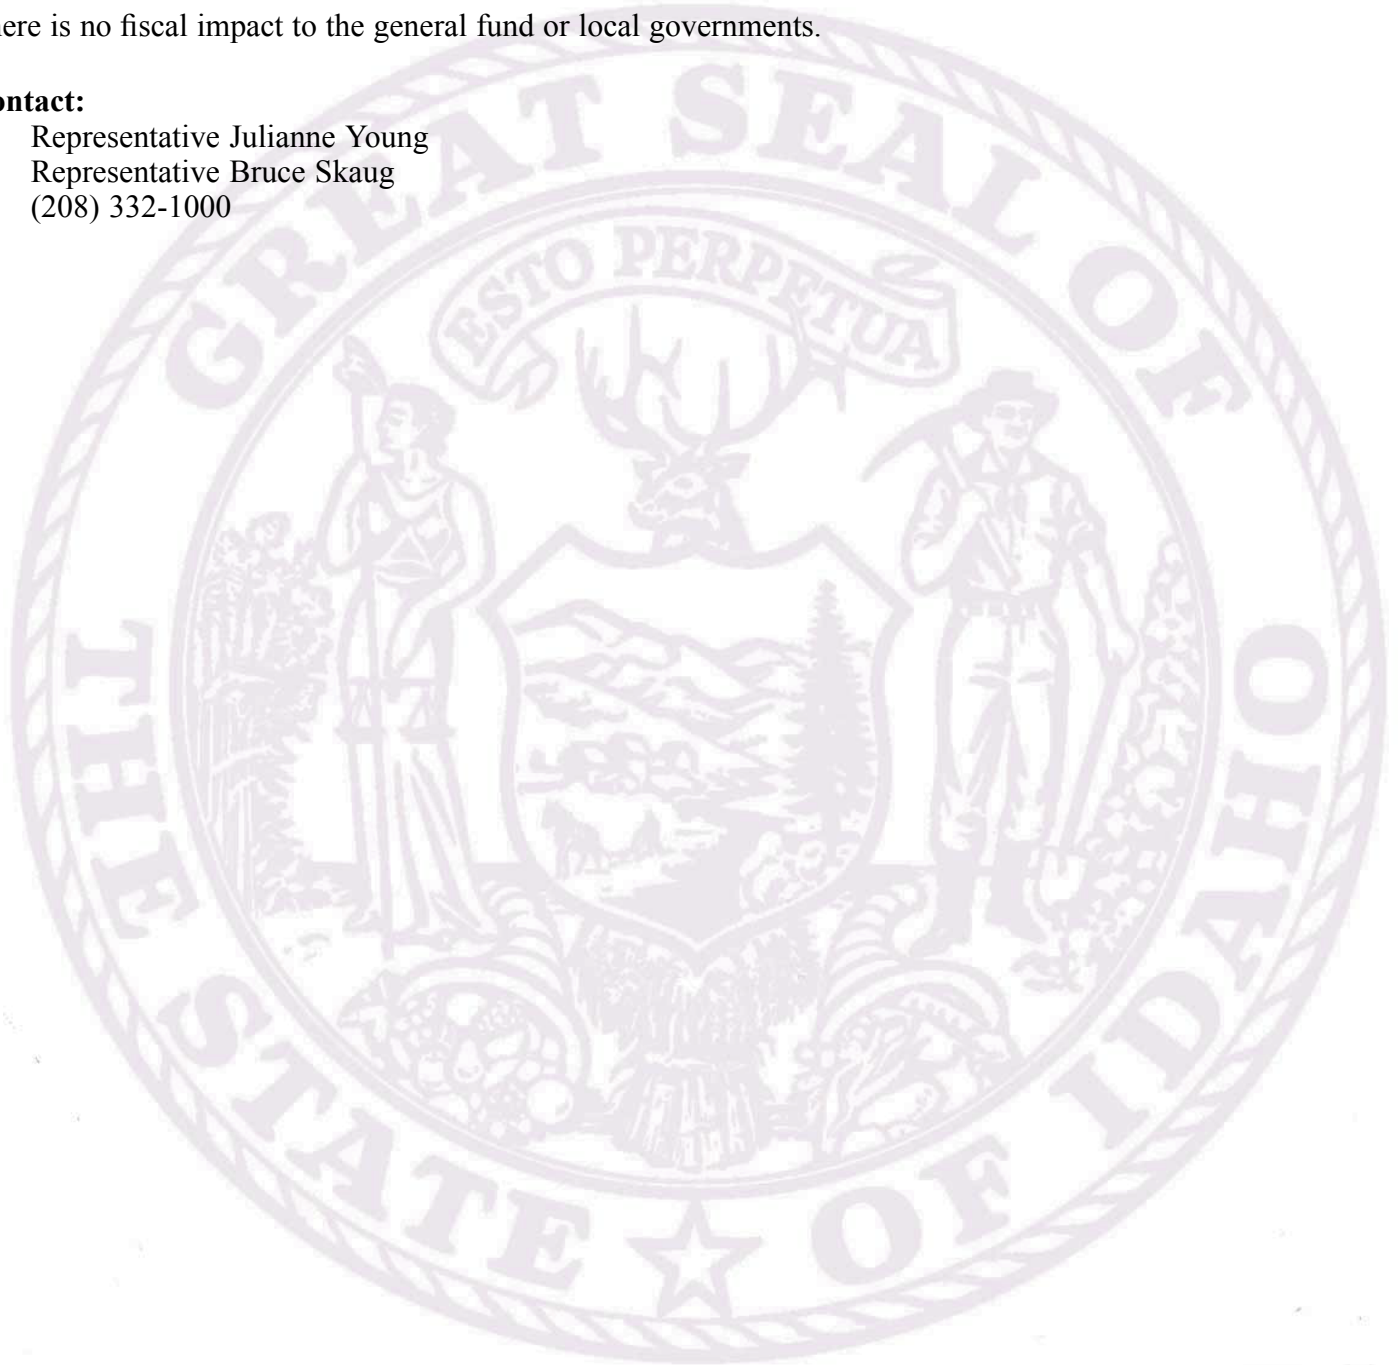 here is no fiscal impact to the general fund or local governments.
ontact:
Representative Julianne Young
Representative Bruce Skaug
(208) 332-1000
GREAT SEAL OF
ESTO PERPETUA
THE
IDAHO
STATE ☆ OF